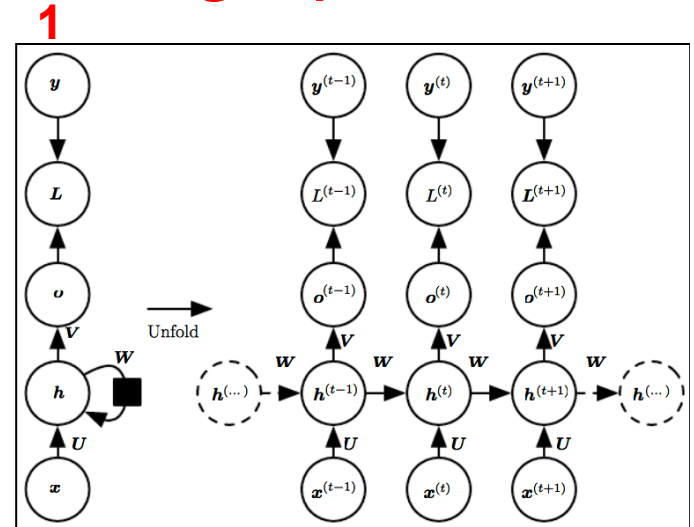 1
y y^(t−1) y^(t) y^(t+1)
L L^(t−1) L^(t) L^(t+1)
o o^(t−1) o^(t) o^(t+1)
Unfold
V V V V
W W W W W
h h^(...) h^(t−1) h^(t) h^(t+1) h^(...)
U U U U
x x^(t−1) x^(t) x^(t+1)